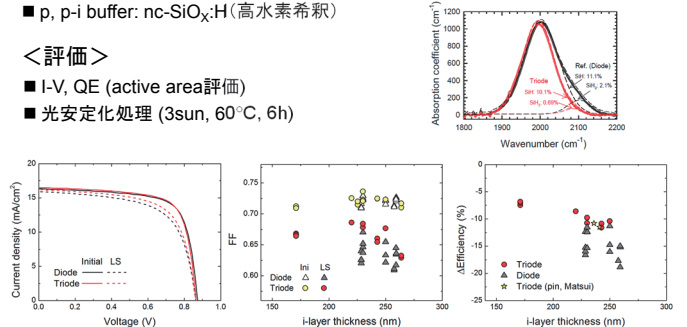 ■ p, p-i buffer: nc-SiOX:H(高水素希釈)
＜評価＞
■ I-V, QE (active area評価)
■ 光安定化処理 (3sun, 60°C, 6h)
Absorption coefficient (cm-1)
1200
1000
800
600
400
200
0
Ref. (Diode)
SiH: 11.1%
SiH2: 2.1%
Triode
SiH: 10.1%
SiH2: 0.69%
1800 1900 2000 2100 2200
Wavenumber (cm-1)
Current density (mA/cm2)
20
15
10
5
0
Initial LS
Diode
Triode
0.0 0.2 0.4 0.6 0.8 1.0
Voltage (V)
FF
0.75
0.70
0.65
0.60
Ini LS
Diode
Triode
150 200 250 300
i-layer thickness (nm)
ΔEfficiency (%)
5
0
-5
-10
-15
-20
-25
Triode
Diode
Triode (pin, Matsui)
150 200 250 300
i-layer thickness (nm)